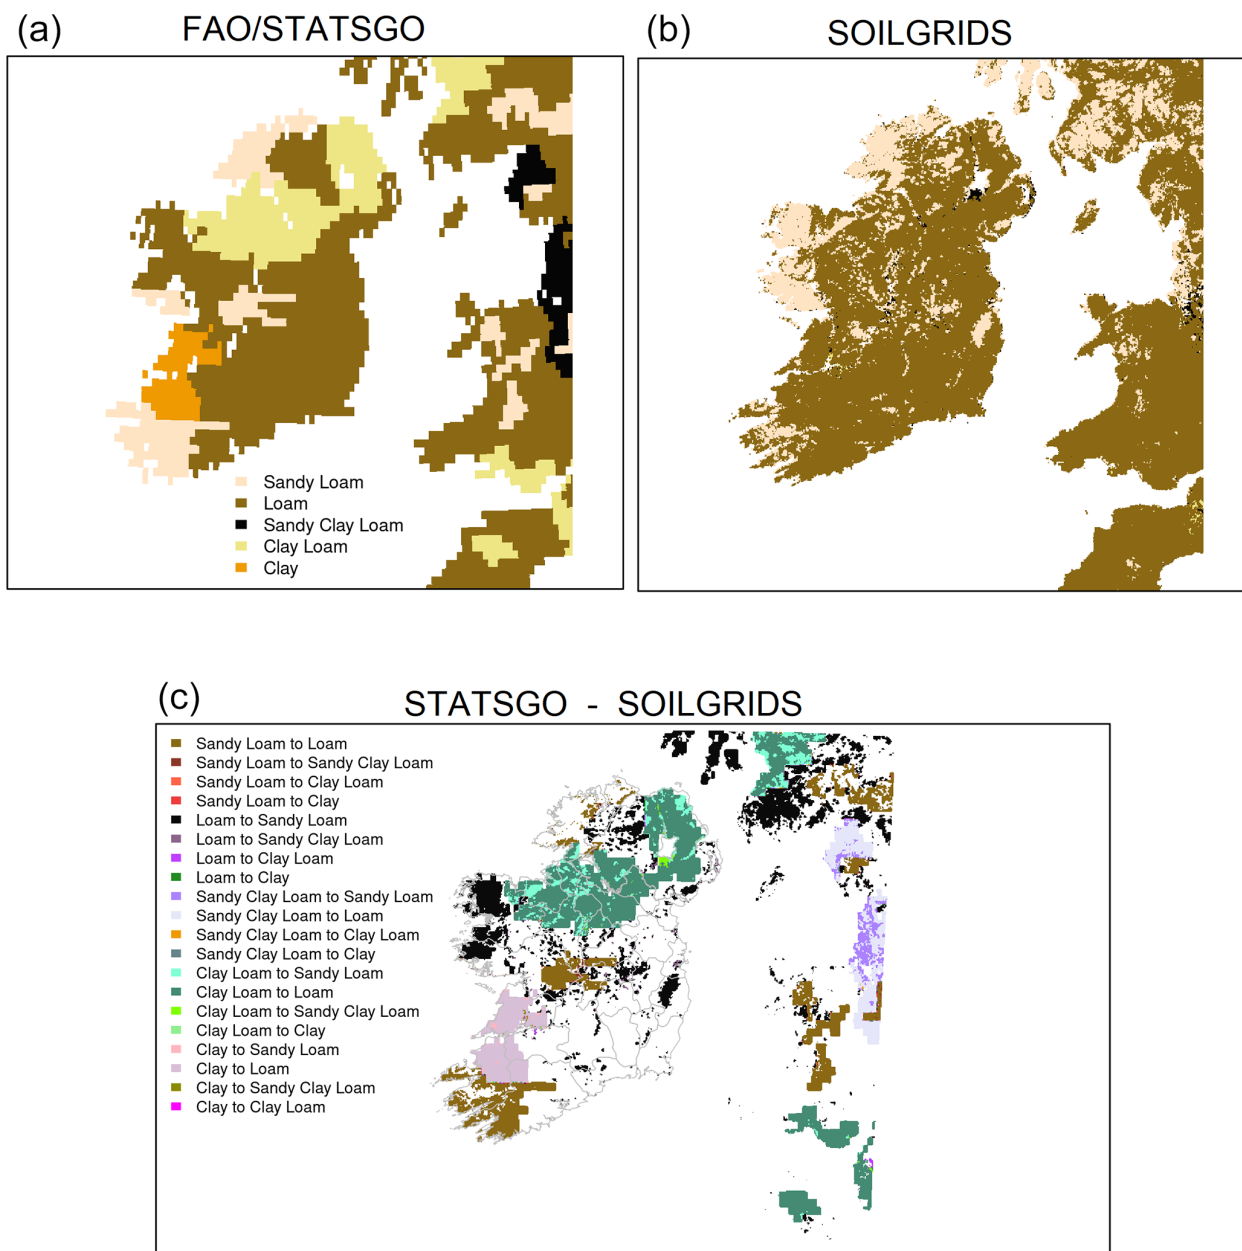 (a) FAO/STATSGO
(b) SOILGRIDS
Sandy Loam
Loam
Sandy Clay Loam
Clay Loam
Clay
(c) STATSGO - SOILGRIDS
Sandy Loam to Loam
Sandy Loam to Sandy Clay Loam
Sandy Loam to Clay Loam
Sandy Loam to Clay
Loam to Sandy Loam
Loam to Sandy Clay Loam
Loam to Clay Loam
Loam to Clay
Sandy Clay Loam to Sandy Loam
Sandy Clay Loam to Loam
Sandy Clay Loam to Clay Loam
Sandy Clay Loam to Clay
Clay Loam to Sandy Loam
Clay Loam to Loam
Clay Loam to Sandy Clay Loam
Clay Loam to Clay
Clay to Sandy Loam
Clay to Loam
Clay to Sandy Clay Loam
Clay to Clay Loam